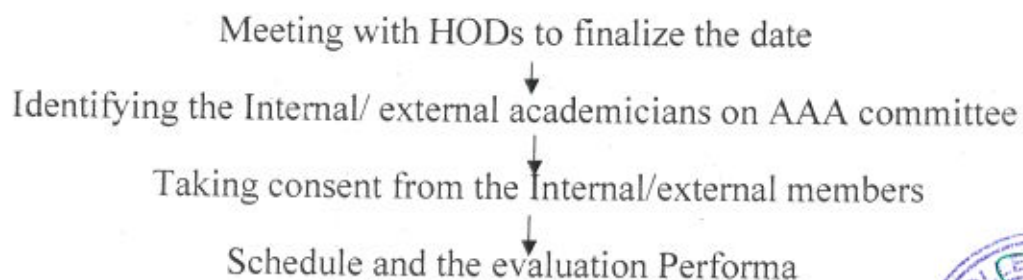 Meeting with HODs to finalize the date
Identifying the Internal/ external academicians on AAA committee
Taking consent from the Internal/external members
Schedule and the evaluation Performa